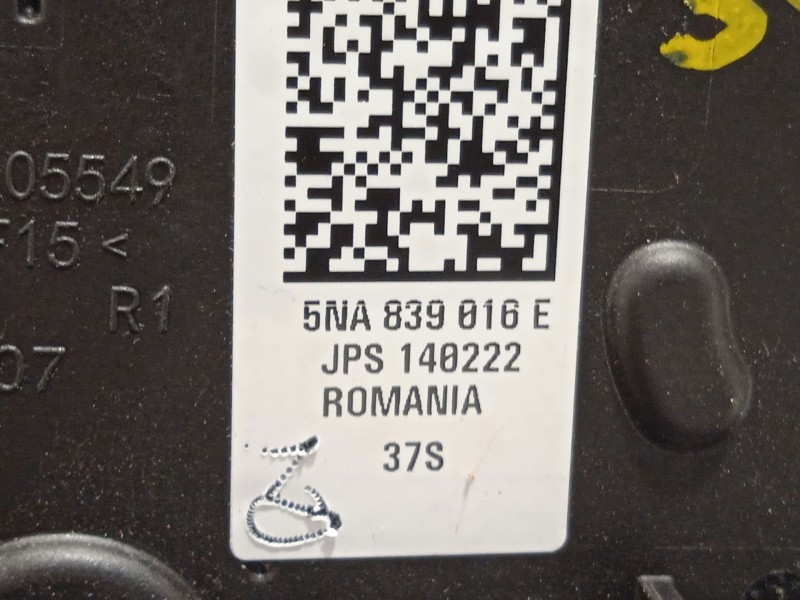 05549
F15 <
R1
07
5NA 839 016 E
JPS 140222
ROMANIA
37S